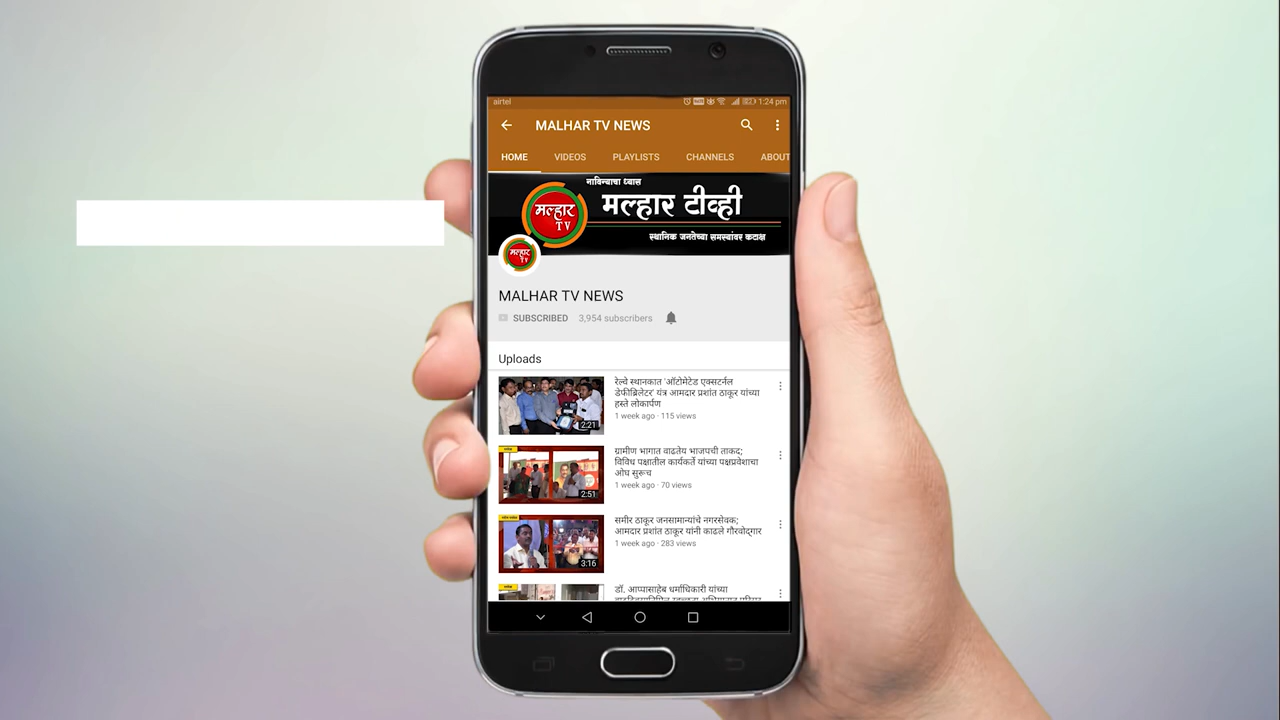 airtel 1:24 pm
MALHAR TV NEWS
HOME VIDEOS PLAYLISTS CHANNELS ABOUT
नाविन्याचा ध्यास
मल्हार टीव्ही
मल्हार
TV
स्थानिक जनतेच्या समस्यांवर कटाक्ष
मल्हार
TV
MALHAR TV NEWS
SUBSCRIBED 3,954 subscribers
Uploads
रेल्वे स्थानकात 'ऑटोमेटेड एक्सटर्नल
डेफीब्रिलेटर' यंत्र आमदार प्रशांत ठाकूर यांच्या
हस्ते लोकार्पण
1 week ago · 115 views
2:21
ग्रामीण भागात वाढतेय भाजपची ताकद;
विविध पक्षातील कार्यकर्ते यांच्या पक्षप्रवेशाचा
ओघ सुरूच
1 week ago · 70 views
2:51
समीर ठाकूर जनसामान्यांचे नगरसेवक;
आमदार प्रशांत ठाकूर यांनी काढले गौरवोद्गार
1 week ago · 283 views
3:16
डॉ. आप्पासाहेब धर्माधिकारी यांच्या